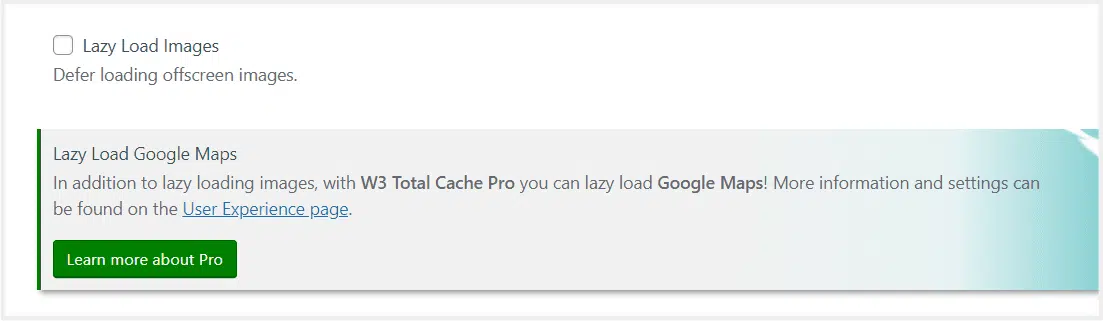 Lazy Load Images
Defer loading offscreen images.
Lazy Load Google Maps
In addition to lazy loading images, with W3 Total Cache Pro you can lazy load Google Maps! More information and settings can
be found on the User Experience page.
Learn more about Pro